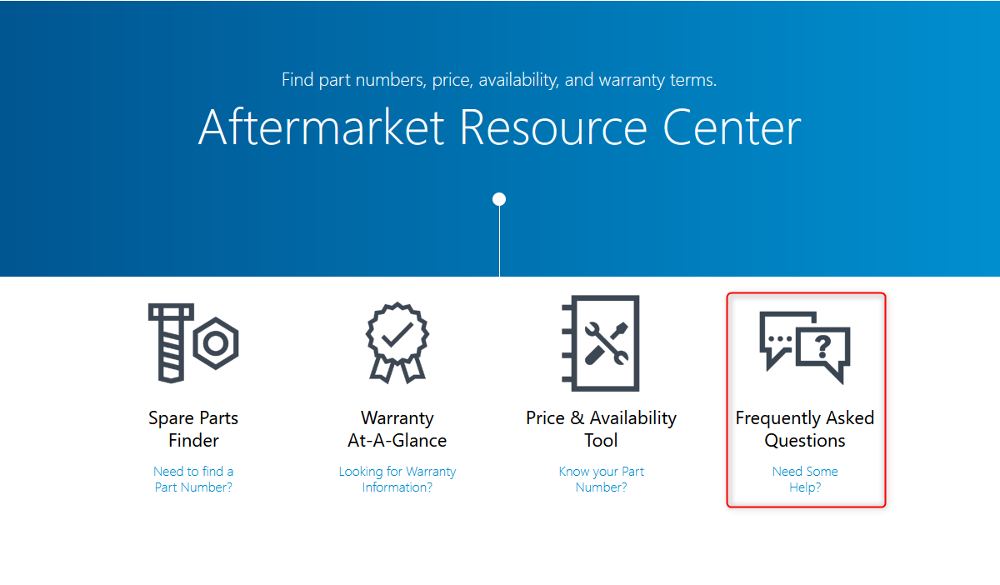 Find part numbers, price, availability, and warranty terms.
Aftermarket Resource Center
Spare Parts
Finder
Need to find a
Part Number?
Warranty
At-A-Glance
Looking for Warranty
Information?
Price & Availability
Tool
Know your Part
Number?
?
Frequently Asked
Questions
Need Some
Help?